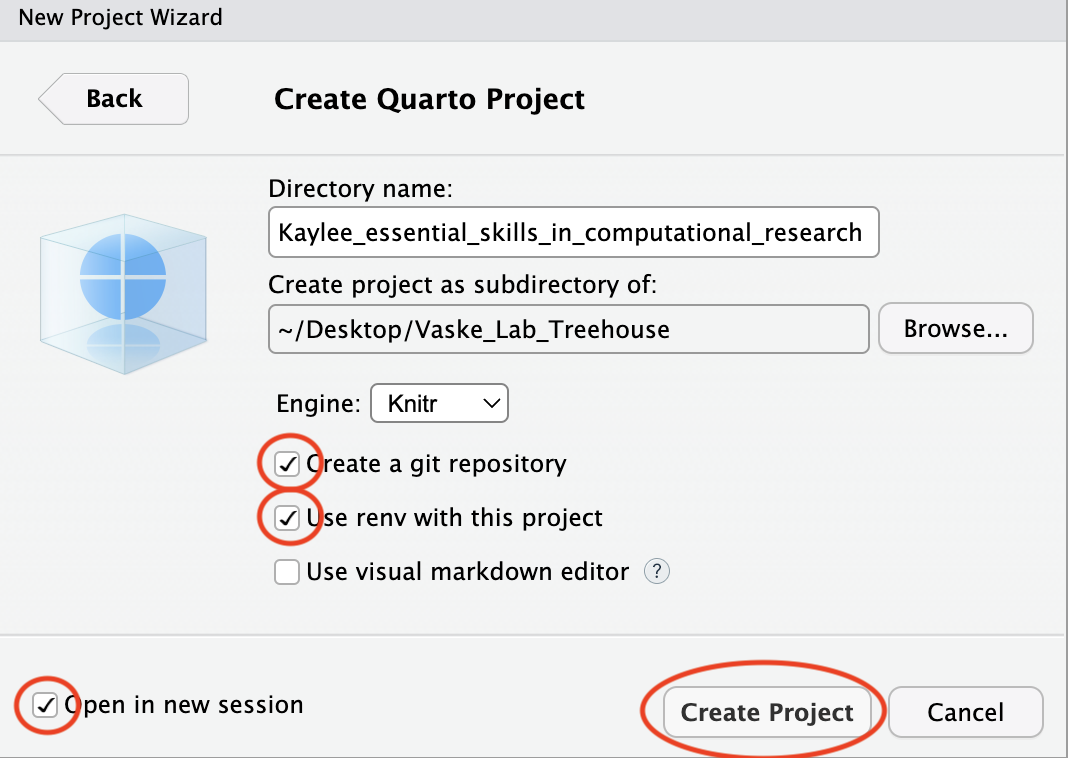 New Project Wizard
Back
Create Quarto Project
Directory name:
Kaylee_essential_skills_in_computational_research
Create project as subdirectory of:
~/Desktop/Vaske_Lab_Treehouse
Browse...
Engine: Knitr
Create a git repository
Use renv with this project
Use visual markdown editor ?
Open in new session
Create Project
Cancel